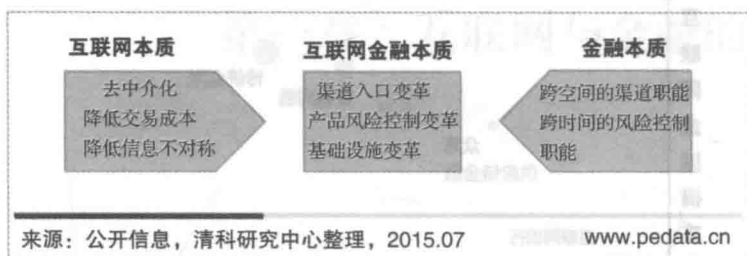 互联网本质
去中介化
降低交易成本
降低信息不对称
互联网金融本质
渠道入口变革
产品风险控制变革
基础设施变革
金融本质
跨空间的渠道职能
跨时间的风险控制
职能
来源：公开信息，清科研究中心整理，2015.07
www.pedata.cn